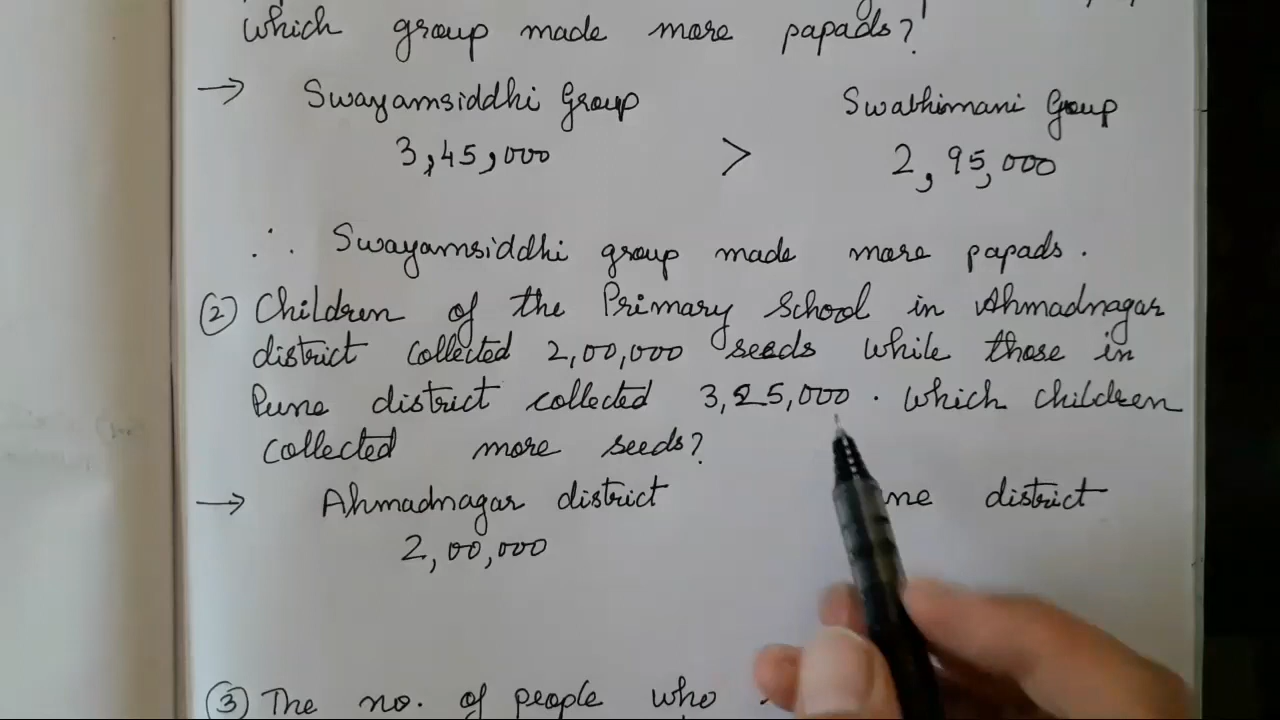 which group made more papads?
→ Swayamsiddhi Group Swabhimani Group
3,45,000 > 2,95,000
∴ Swayamsiddhi group made more papads.
② Children of the Primary School in Ahmadnagar
district collected 2,00,000 seeds while those in
Pune district collected 3,25,000. Which children
collected more seeds?
→ Ahmadnagar district ne district
2,00,000
③ The no. of people who